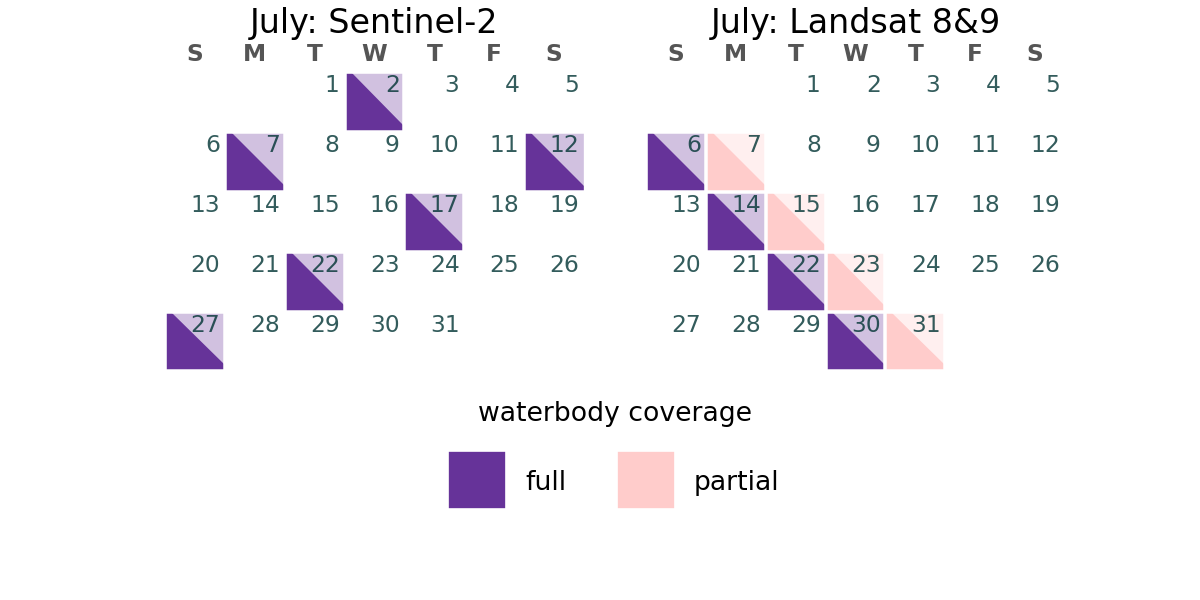 July: Sentinel-2
S M T W T F S
1 2 3 4 5
6 7 8 9 10 11 12
13 14 15 16 17 18 19
20 21 22 23 24 25 26
27 28 29 30 31
July: Landsat 8&9
S M T W T F S
1 2 3 4 5
6 7 8 9 10 11 12
13 14 15 16 17 18 19
20 21 22 23 24 25 26
27 28 29 30 31
waterbody coverage
full
partial